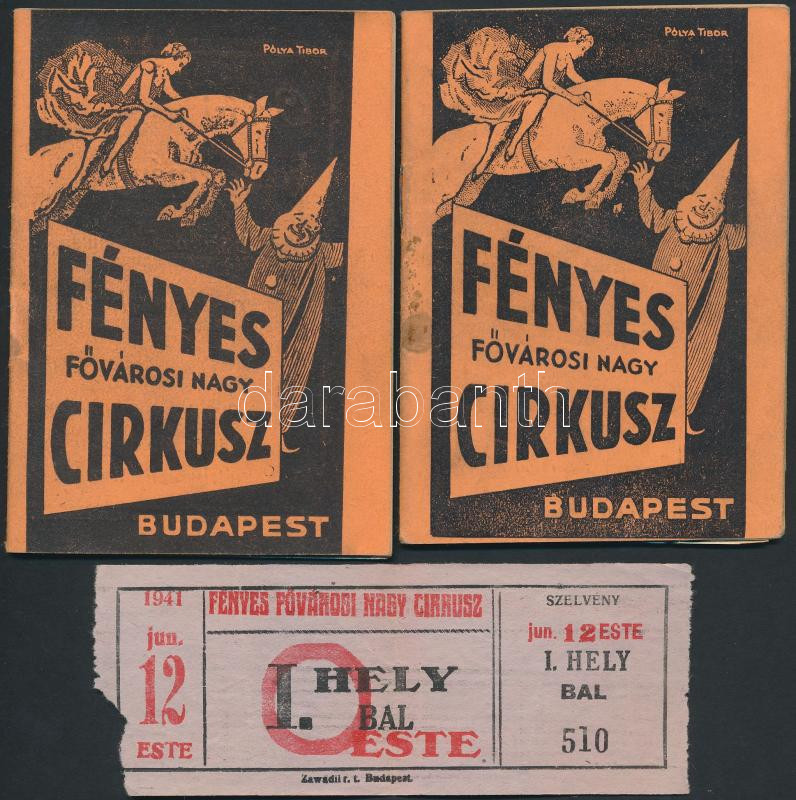 PÓLYA TIBOR
FÉNYES
FŐVÁROSI NAGY
CIRKUSZ
BUDAPEST
PÓLYA TIBOR
FÉNYES
FŐVÁROSI NAGY
CIRKUSZ
BUDAPEST
darabanth
1941
jun.
12
ESTE
FÉNYES FŐVÁROSI NAGY CIRKUSZ
I. HELY
BAL
ESTE
SZELVÉNY
jun. 12 ESTE
I. HELY
BAL
510
Zawadil r. t. Budapest.